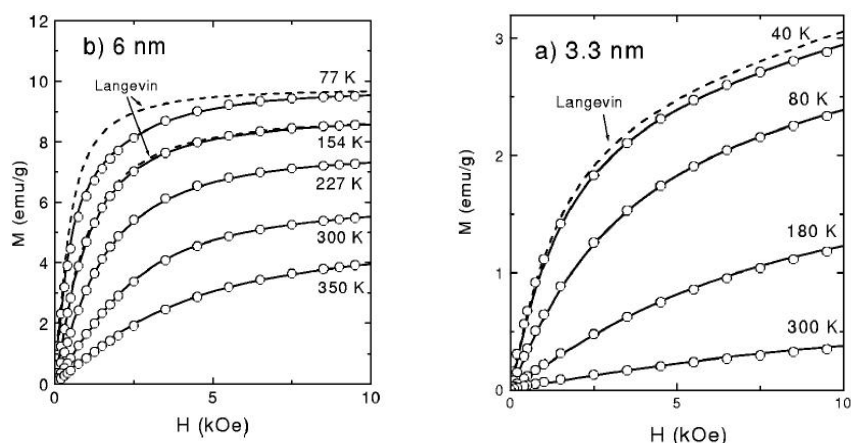 b) 6 nm
77 K
Langevin
154 K
227 K
300 K
350 K
12
10
8
6
4
2
0
M (emu/g)
0
5
10
H (kOe)
a) 3.3 nm
40 K
Langevin
80 K
180 K
300 K
3
2
1
0
M (emu/g)
0
5
10
H (kOe)